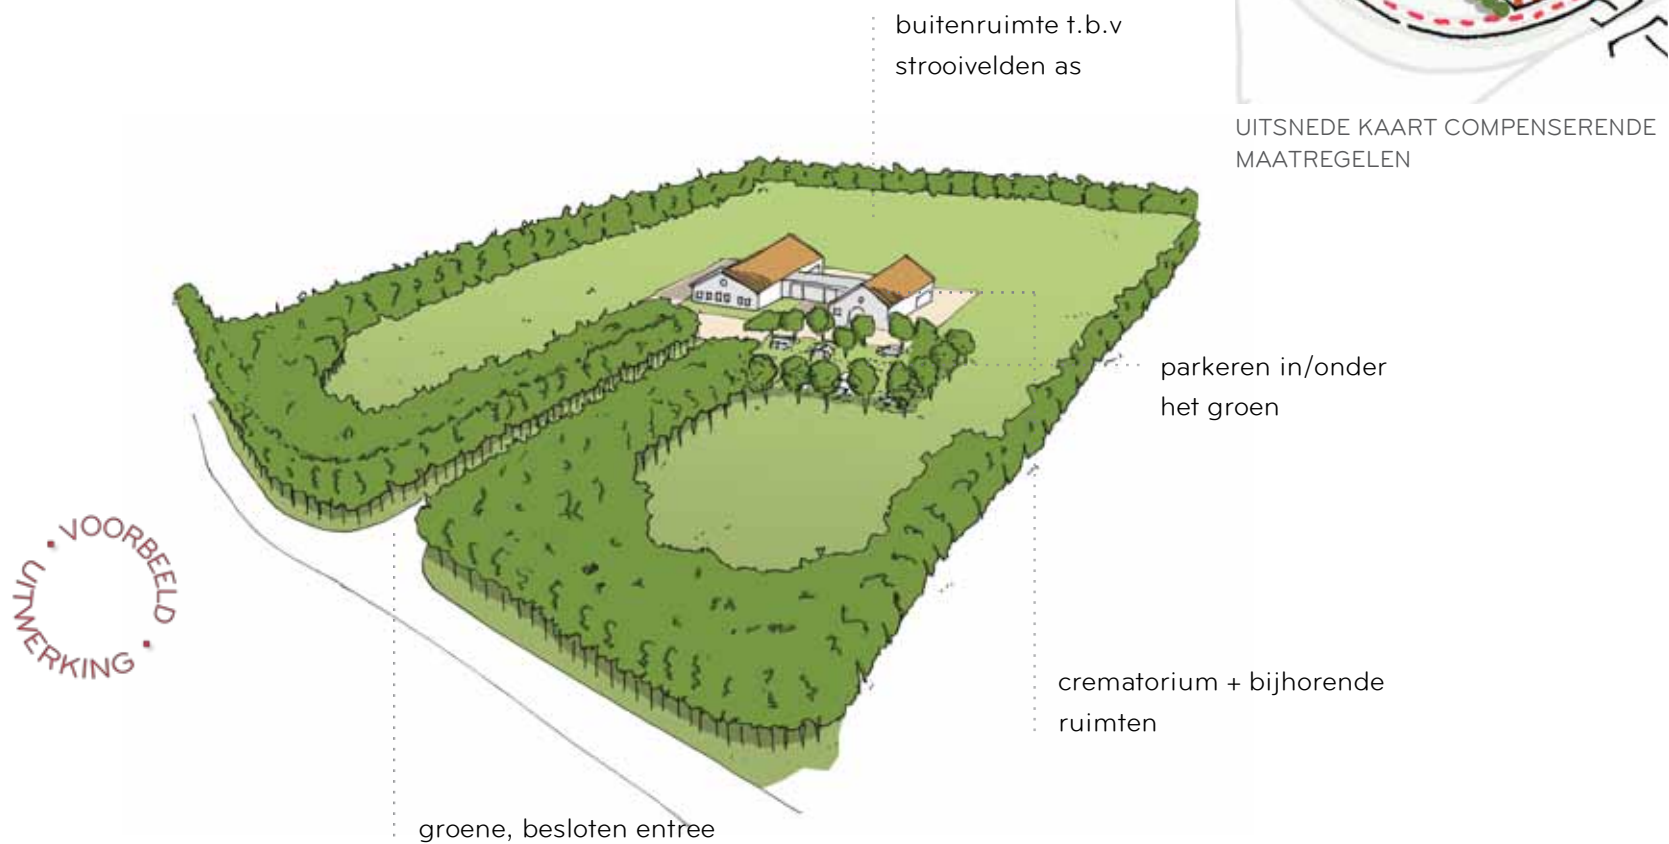 buitenruimte t.b.v
strooivelden as
UITSNEDE KAART COMPENSERENDE
MAATREGELEN
parkeren in/onder
het groen
VOORBEELD • UITWERKING •
crematorium + bijhorende
ruimten
groene, besloten entree